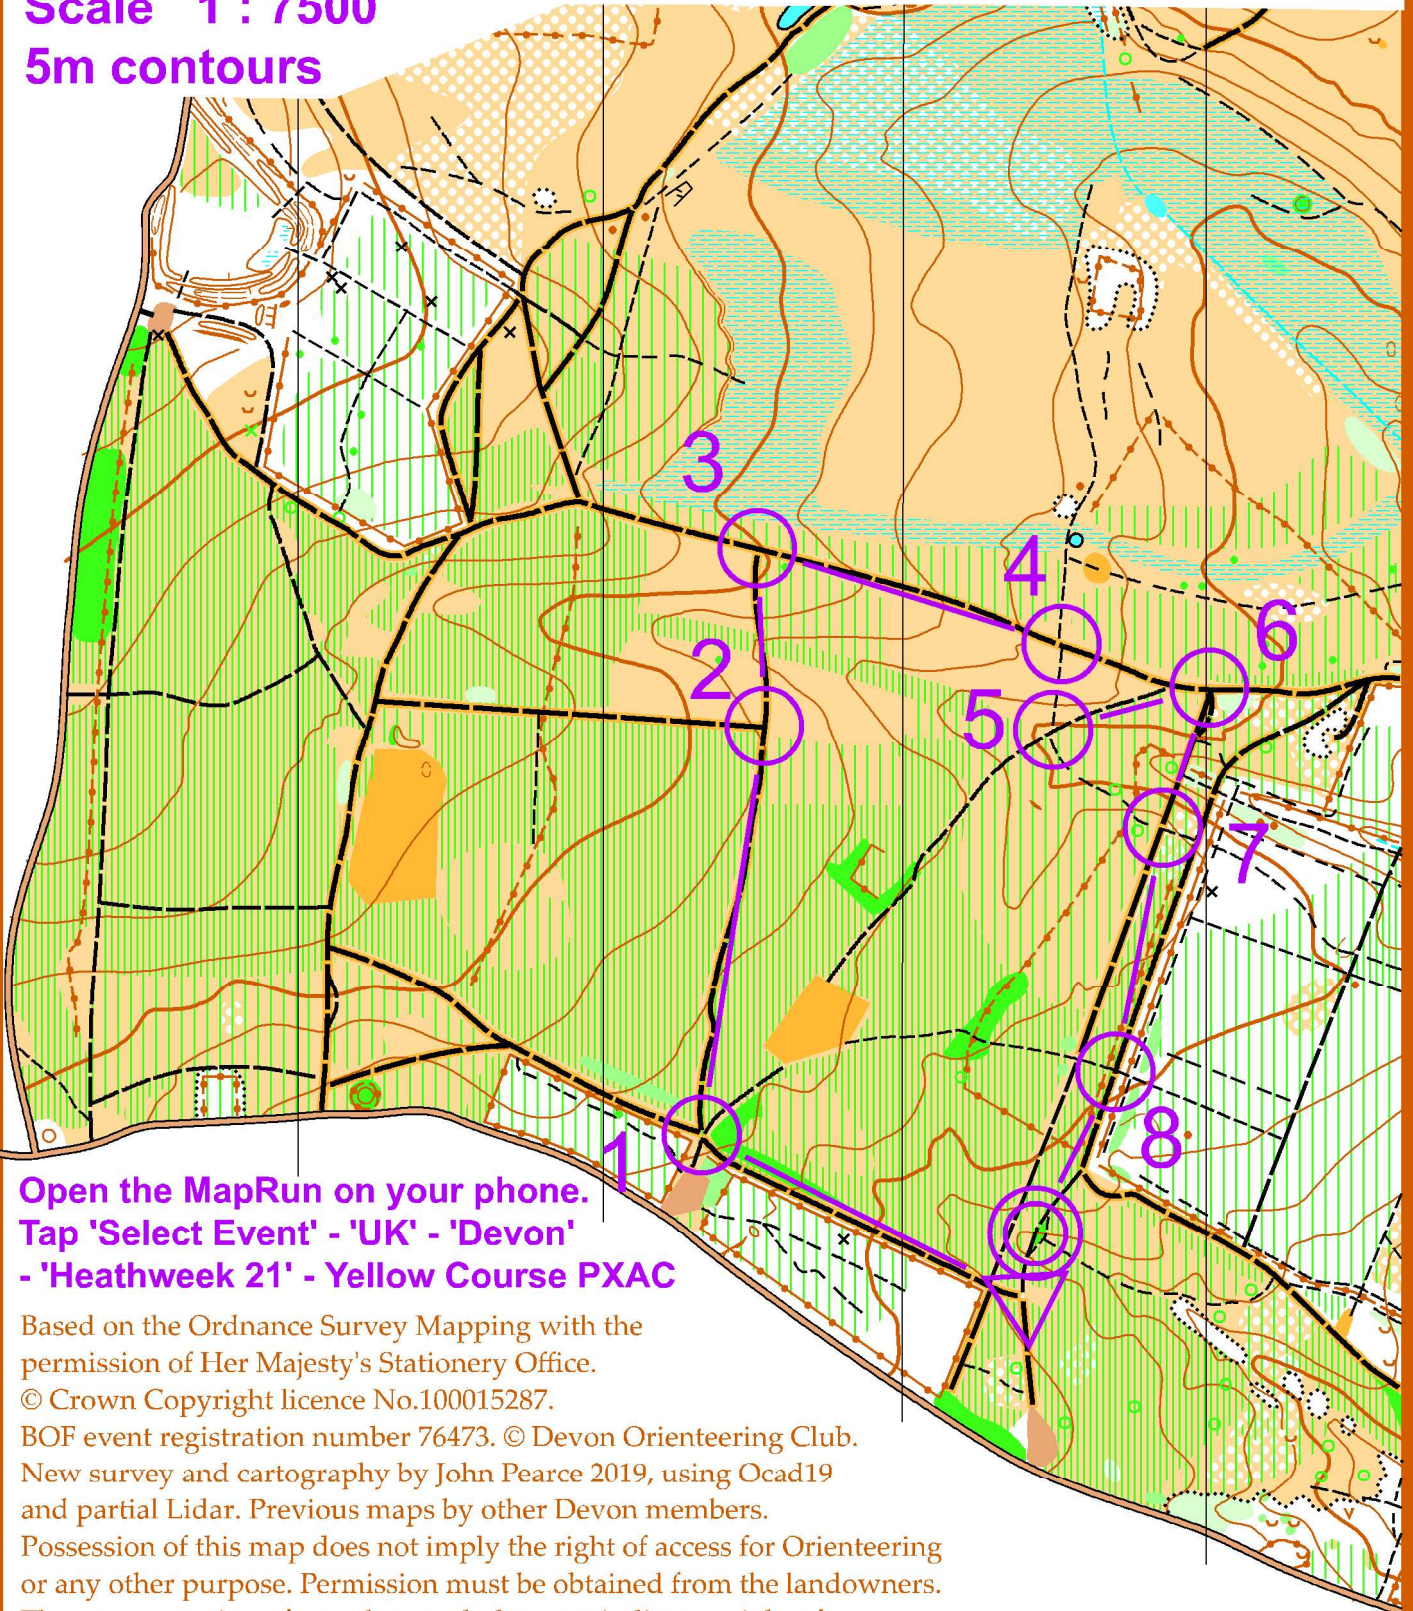 Scale 1 : 7500
5m contours
3
4
6
2
5
7
8
1
Open the MapRun on your phone.
Tap 'Select Event' - 'UK' - 'Devon'
- 'Heathweek 21' - Yellow Course PXAC
Based on the Ordnance Survey Mapping with the
permission of Her Majesty's Stationery Office.
© Crown Copyright licence No.100015287.
BOF event registration number 76473. © Devon Orienteering Club.
New survey and cartography by John Pearce 2019, using Ocad19
and partial Lidar. Previous maps by other Devon members.
Possession of this map does not imply the right of access for Orienteering
or any other purpose. Permission must be obtained from the landowners.